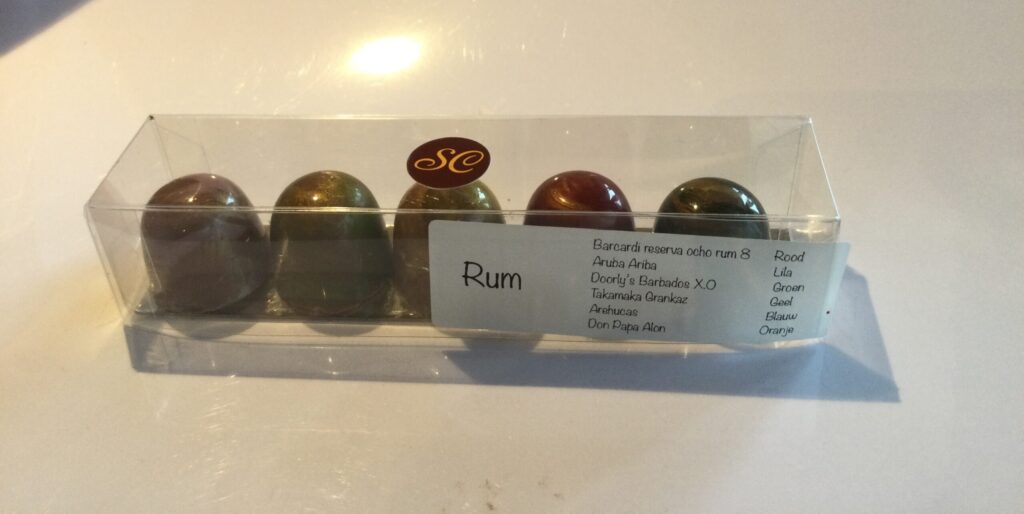 SC
Rum
Barcardi reserva ocho rum 8 Rood
Aruba Ariba Lila
Doorly's Barbados X.O Groen
Takamaka Grankaz Geel
Arehucas Blauw
Don Papa Alon Oranje